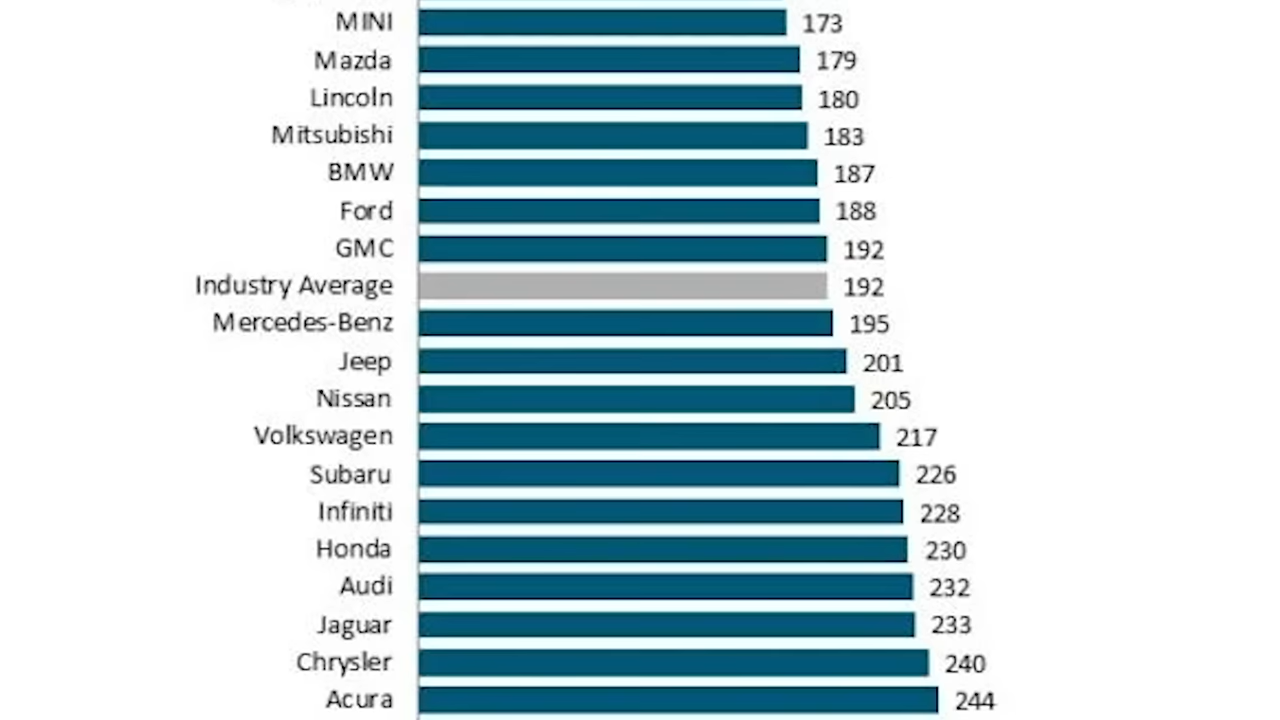 MINI 173
Mazda 179
Lincoln 180
Mitsubishi 183
BMW 187
Ford 188
GMC 192
Industry Average 192
Mercedes-Benz 195
Jeep 201
Nissan 205
Volkswagen 217
Subaru 226
Infiniti 228
Honda 230
Audi 232
Jaguar 233
Chrysler 240
Acura 244